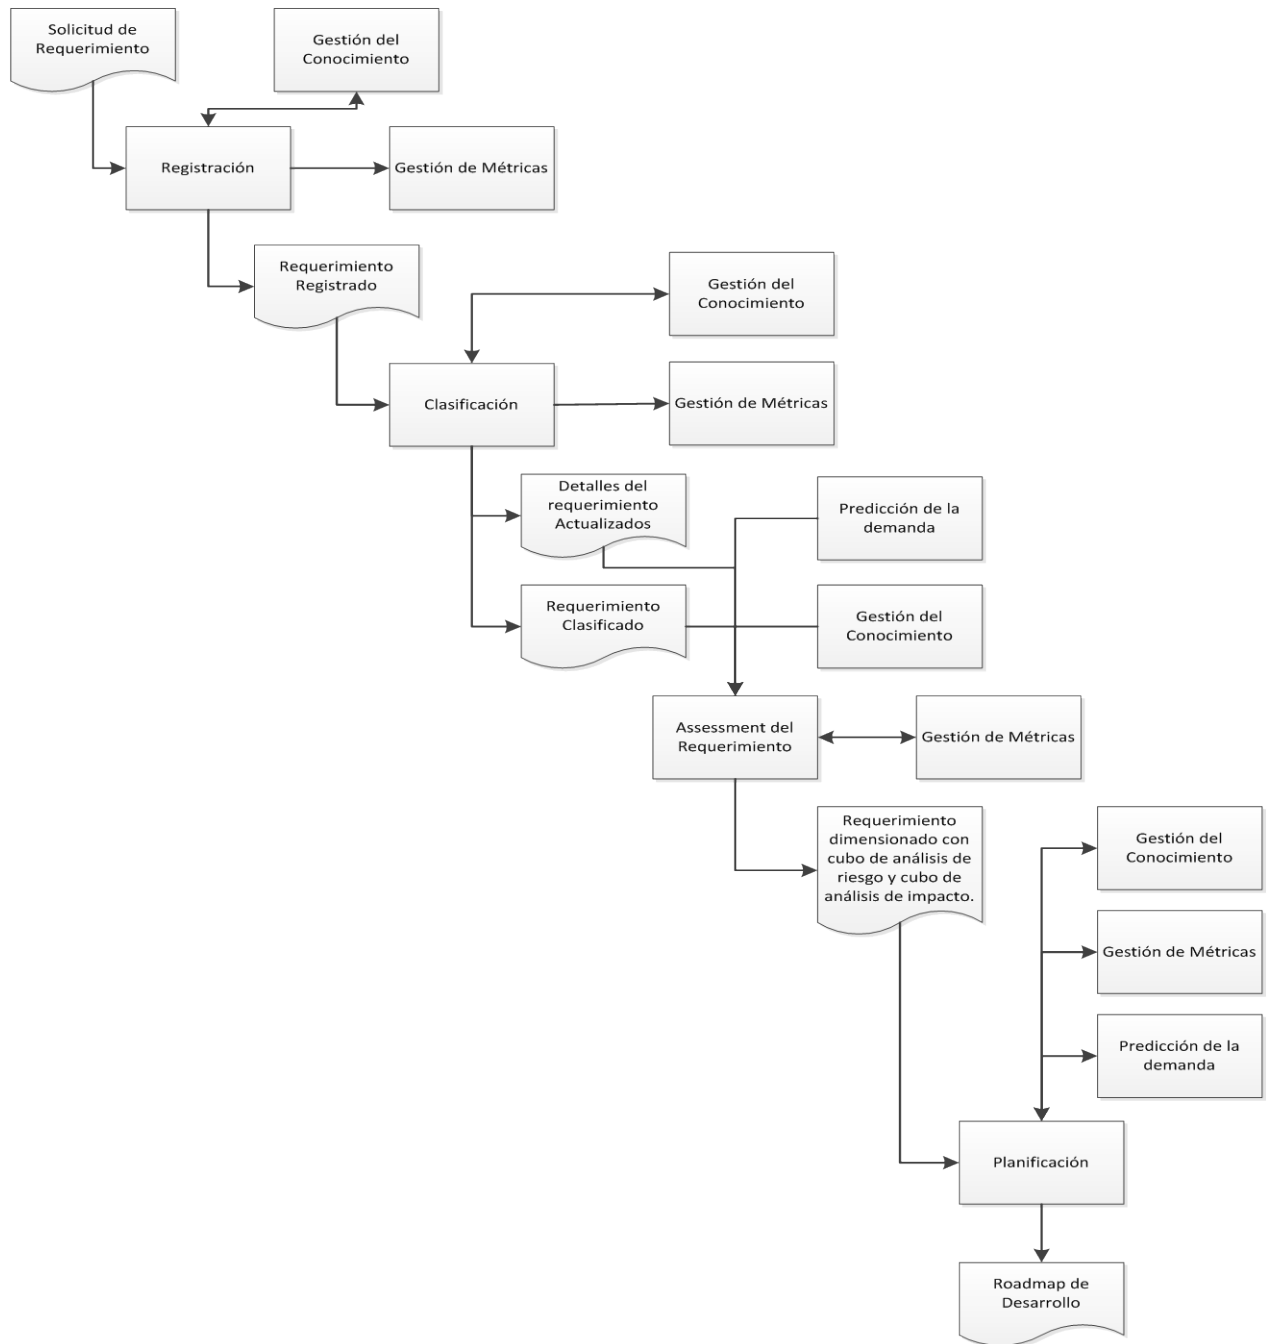 Solicitud de
Requerimiento
Gestión del
Conocimiento
Registración
Gestión de Métricas
Requerimiento
Registrado
Gestión del
Conocimiento
Clasificación
Gestión de Métricas
Detalles del
requerimiento
Actualizados
Predicción de la
demanda
Requerimiento
Clasificado
Gestión del
Conocimiento
Assessment del
Requerimiento
Gestión de Métricas
Requerimiento
dimensionado con
cubo de análisis de
riesgo y cubo de
análisis de impacto.
Gestión del
Conocimiento
Gestión de Métricas
Predicción de la
demanda
Planificación
Roadmap de
Desarrollo